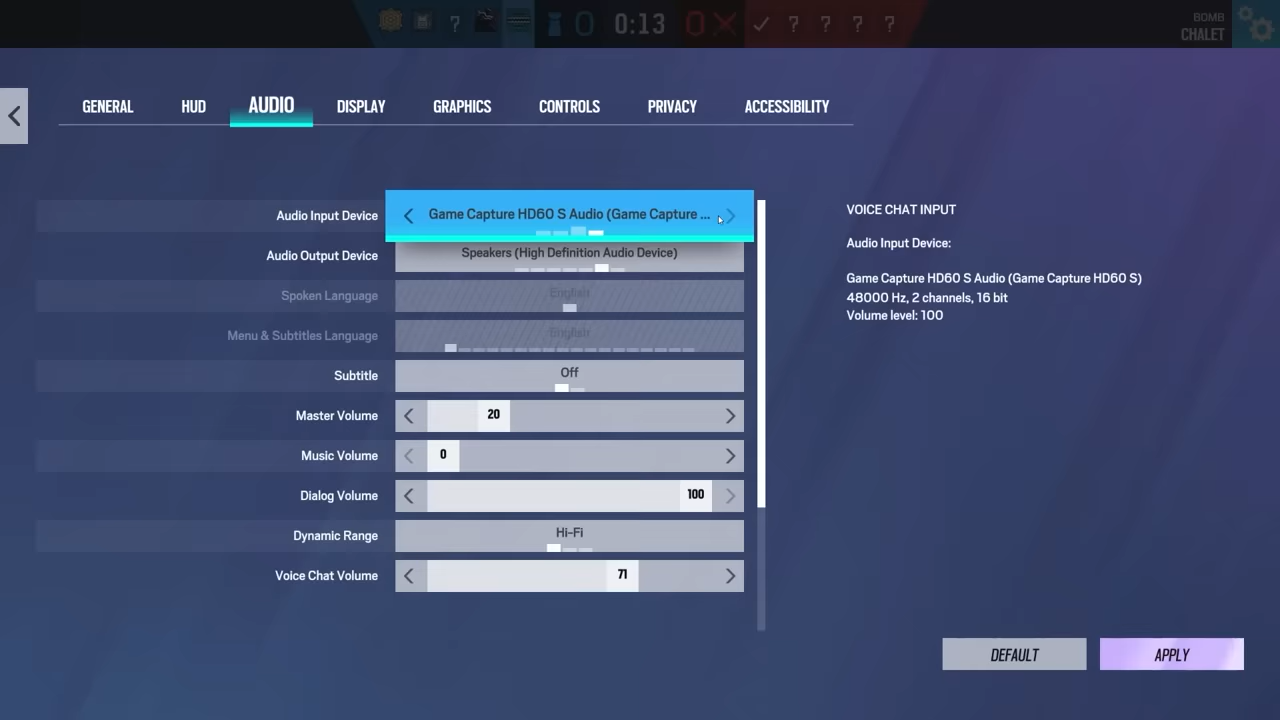 ? 0 0:13 0 ? ? ? ?
BOMB
CHALET
GENERAL HUD AUDIO DISPLAY GRAPHICS CONTROLS PRIVACY ACCESSIBILITY
Audio Input Device Game Capture HD60 S Audio (Game Capture ...
Audio Output Device Speakers (High Definition Audio Device)
Spoken Language English
Menu & Subtitles Language English
Subtitle Off
Master Volume 20
Music Volume 0
Dialog Volume 100
Dynamic Range Hi-Fi
Voice Chat Volume 71
VOICE CHAT INPUT
Audio Input Device:
Game Capture HD60 S Audio (Game Capture HD60 S)
48000 Hz, 2 channels, 16 bit
Volume level: 100
DEFAULT APPLY